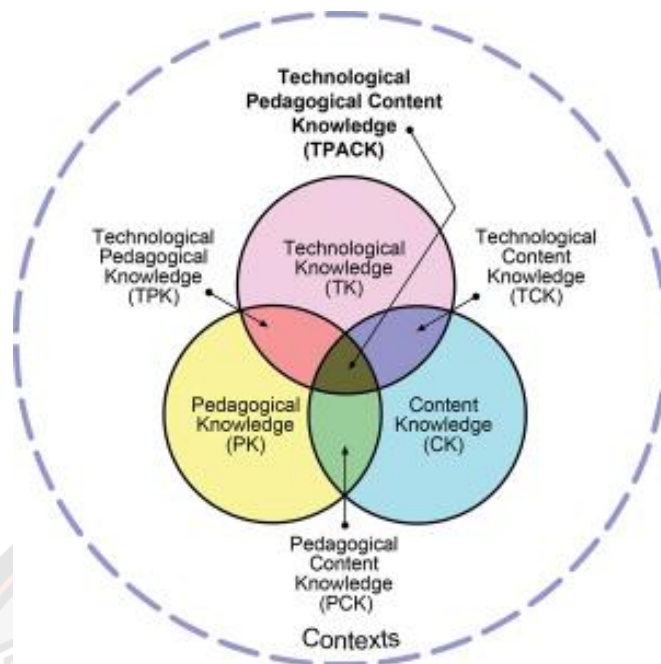 Technological
Pedagogical Content
Knowledge
(TPACK)
Technological
Pedagogical
Knowledge
(TPK)
Technological
Knowledge
(TK)
Technological
Content
Knowledge
(TCK)
Pedagogical
Knowledge
(PK)
Content
Knowledge
(CK)
Pedagogical
Content
Knowledge
(PCK)
Contexts